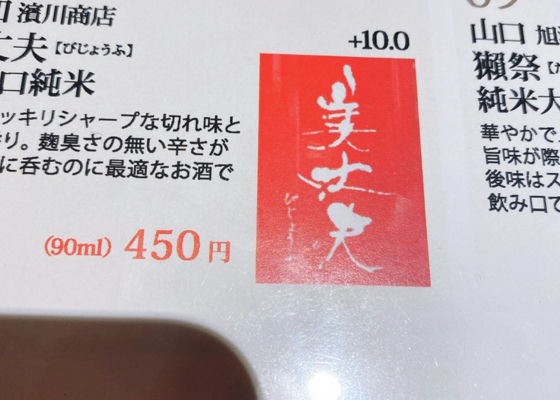 濱川商店
丈夫【びじょうふ】
口純米
+10.0
ッキリシャープな切れ味と
り。麹臭さの無い辛さが
に呑むのに最適なお酒で
(90ml) 450円
美丈夫
びじょうふ
山口 旭
獺祭
純米大
華やかで
旨味が際
後味はス
飲み口で